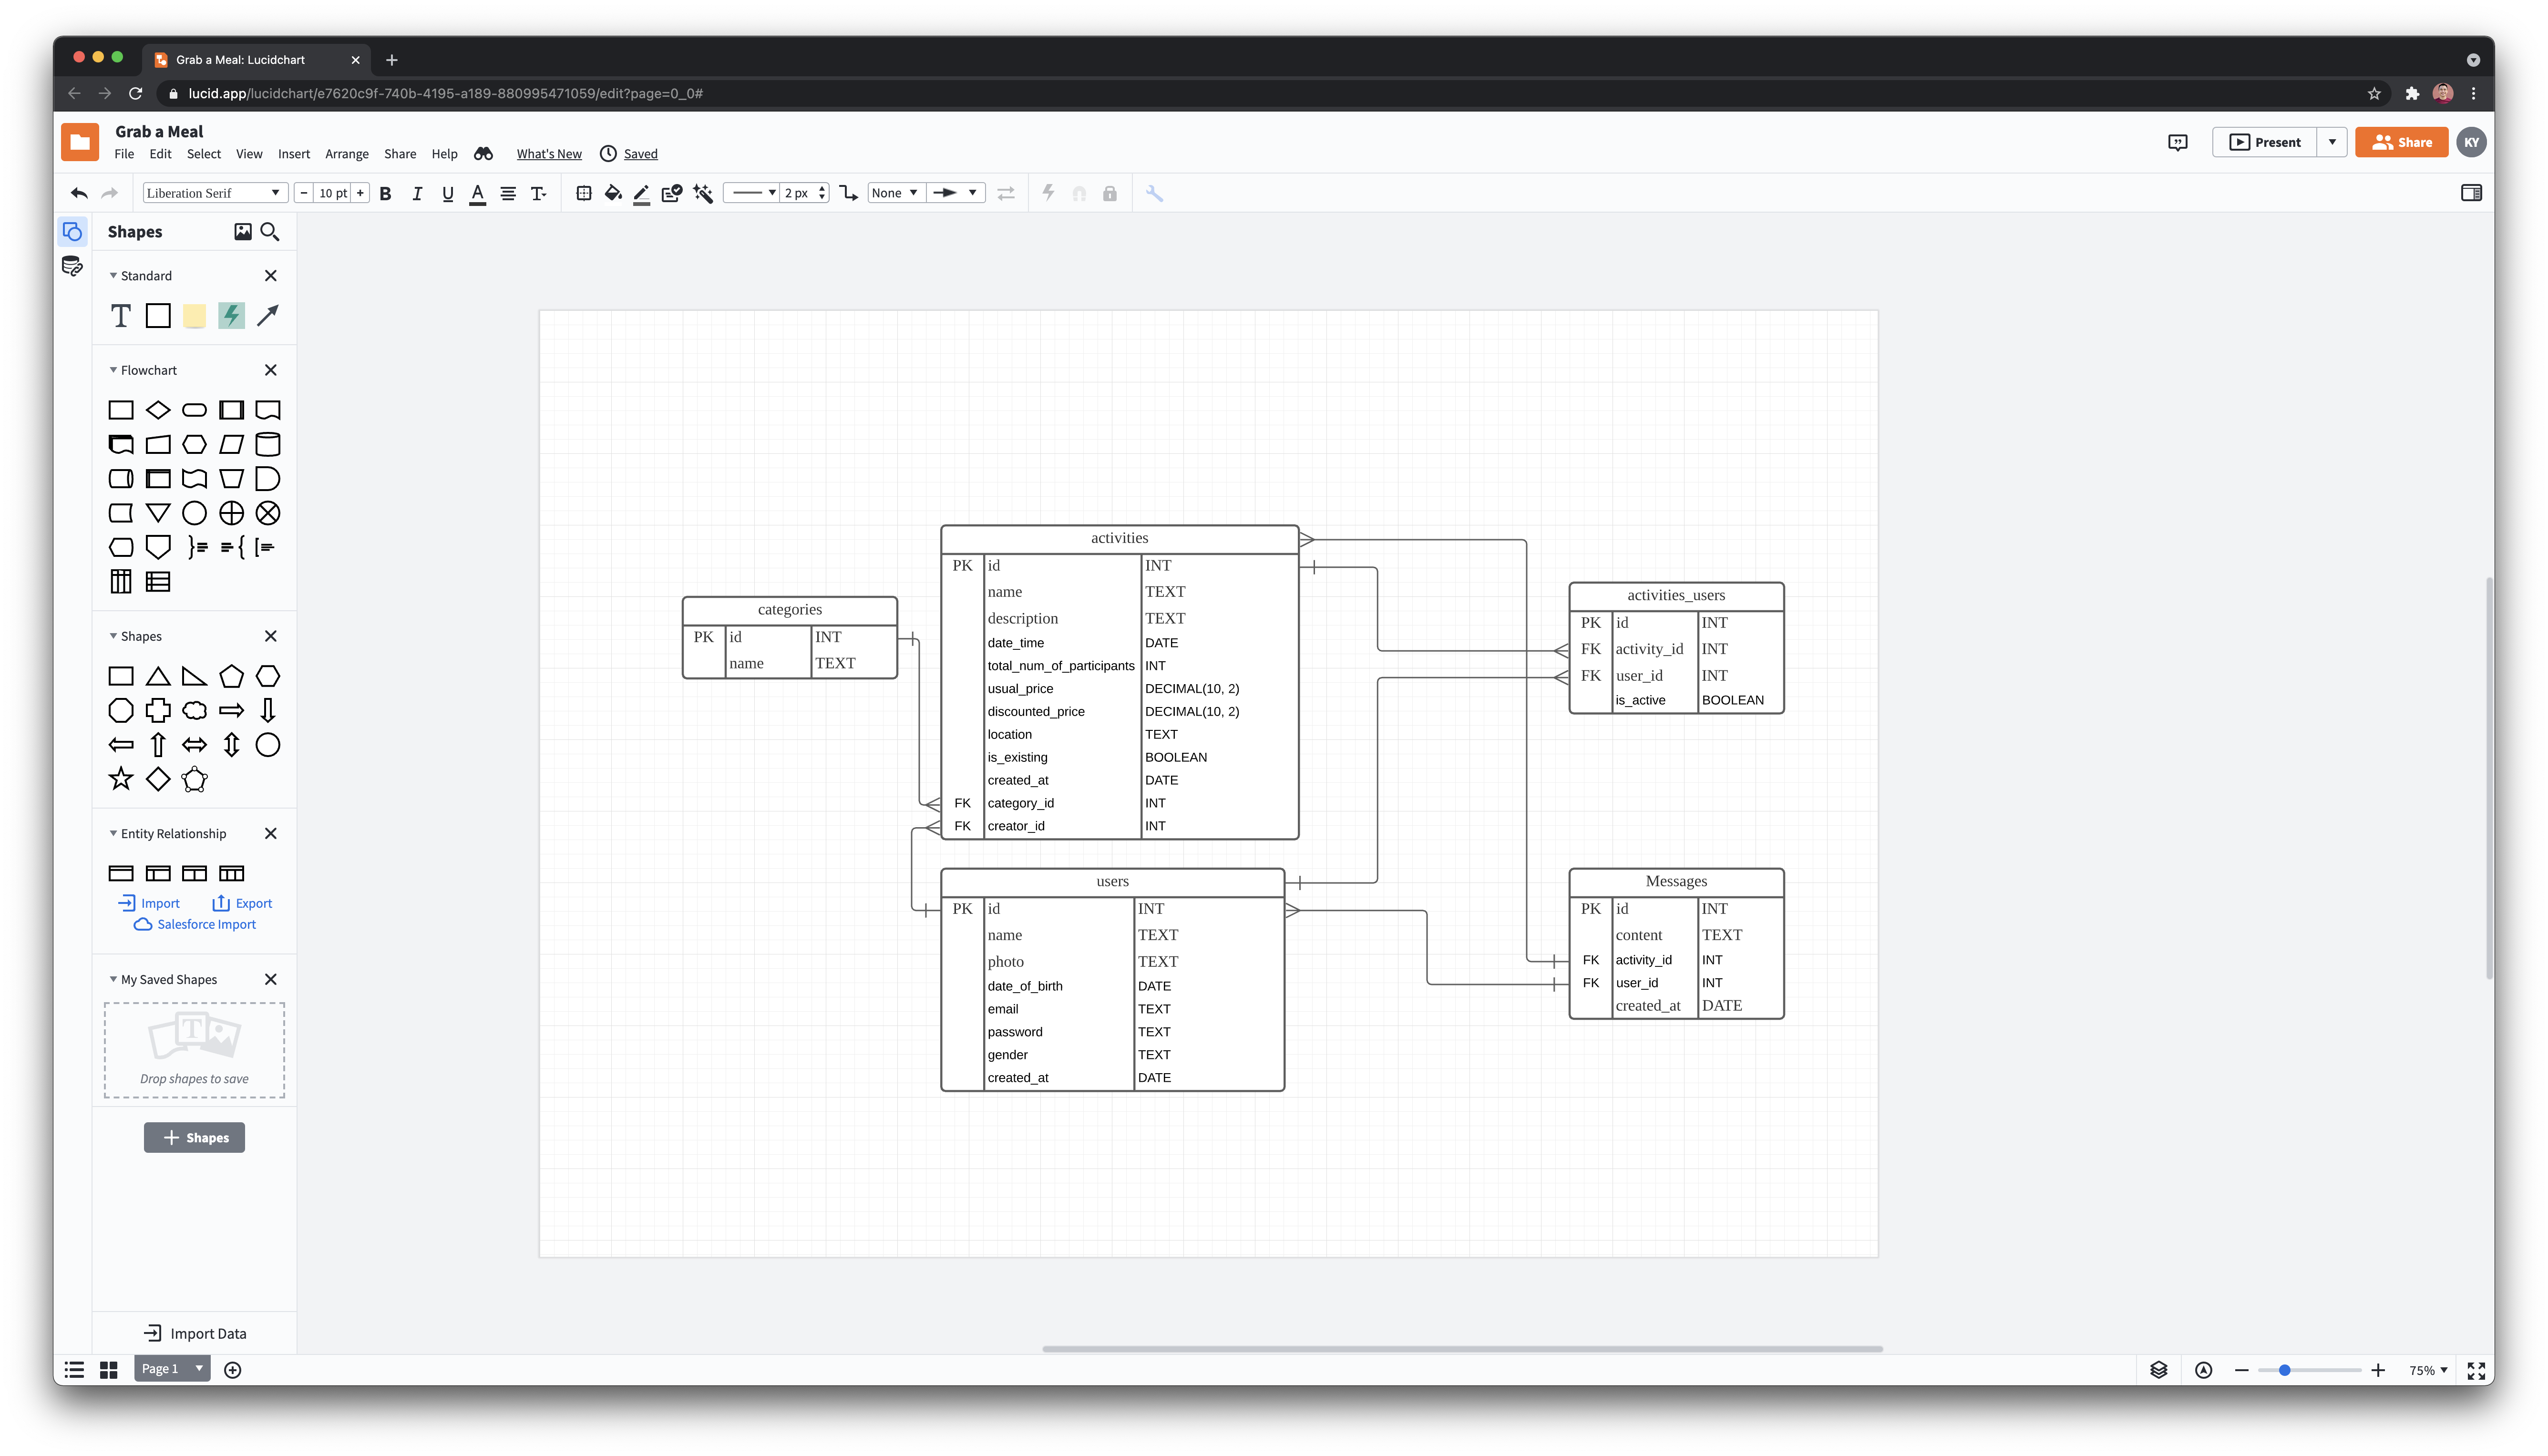 Grab a Meal: Lucidchart
lucid.app/lucidchart/e7620c9f-740b-4195-a189-880995471059/edit?page=0_0#
Grab a Meal
File Edit Select View Insert Arrange Share Help What's New Saved
Present Share KY
Liberation Serif 10 pt B I U A T 2 px None
Shapes
Standard
T
Flowchart
Shapes
Entity Relationship
Import Export
Salesforce Import
My Saved Shapes
T
Drop shapes to save
+ Shapes
Import Data
Page 1
75%
categories
PK id INT
name TEXT
activities
PK id INT
name TEXT
description TEXT
date_time DATE
total_num_of_participants INT
usual_price DECIMAL(10, 2)
discounted_price DECIMAL(10, 2)
location TEXT
is_existing BOOLEAN
created_at DATE
FK category_id INT
FK creator_id INT
users
PK id INT
name TEXT
photo TEXT
date_of_birth DATE
email TEXT
password TEXT
gender TEXT
created_at DATE
activities_users
PK id INT
FK activity_id INT
FK user_id INT
is_active BOOLEAN
Messages
PK id INT
content TEXT
FK activity_id INT
FK user_id INT
created_at DATE